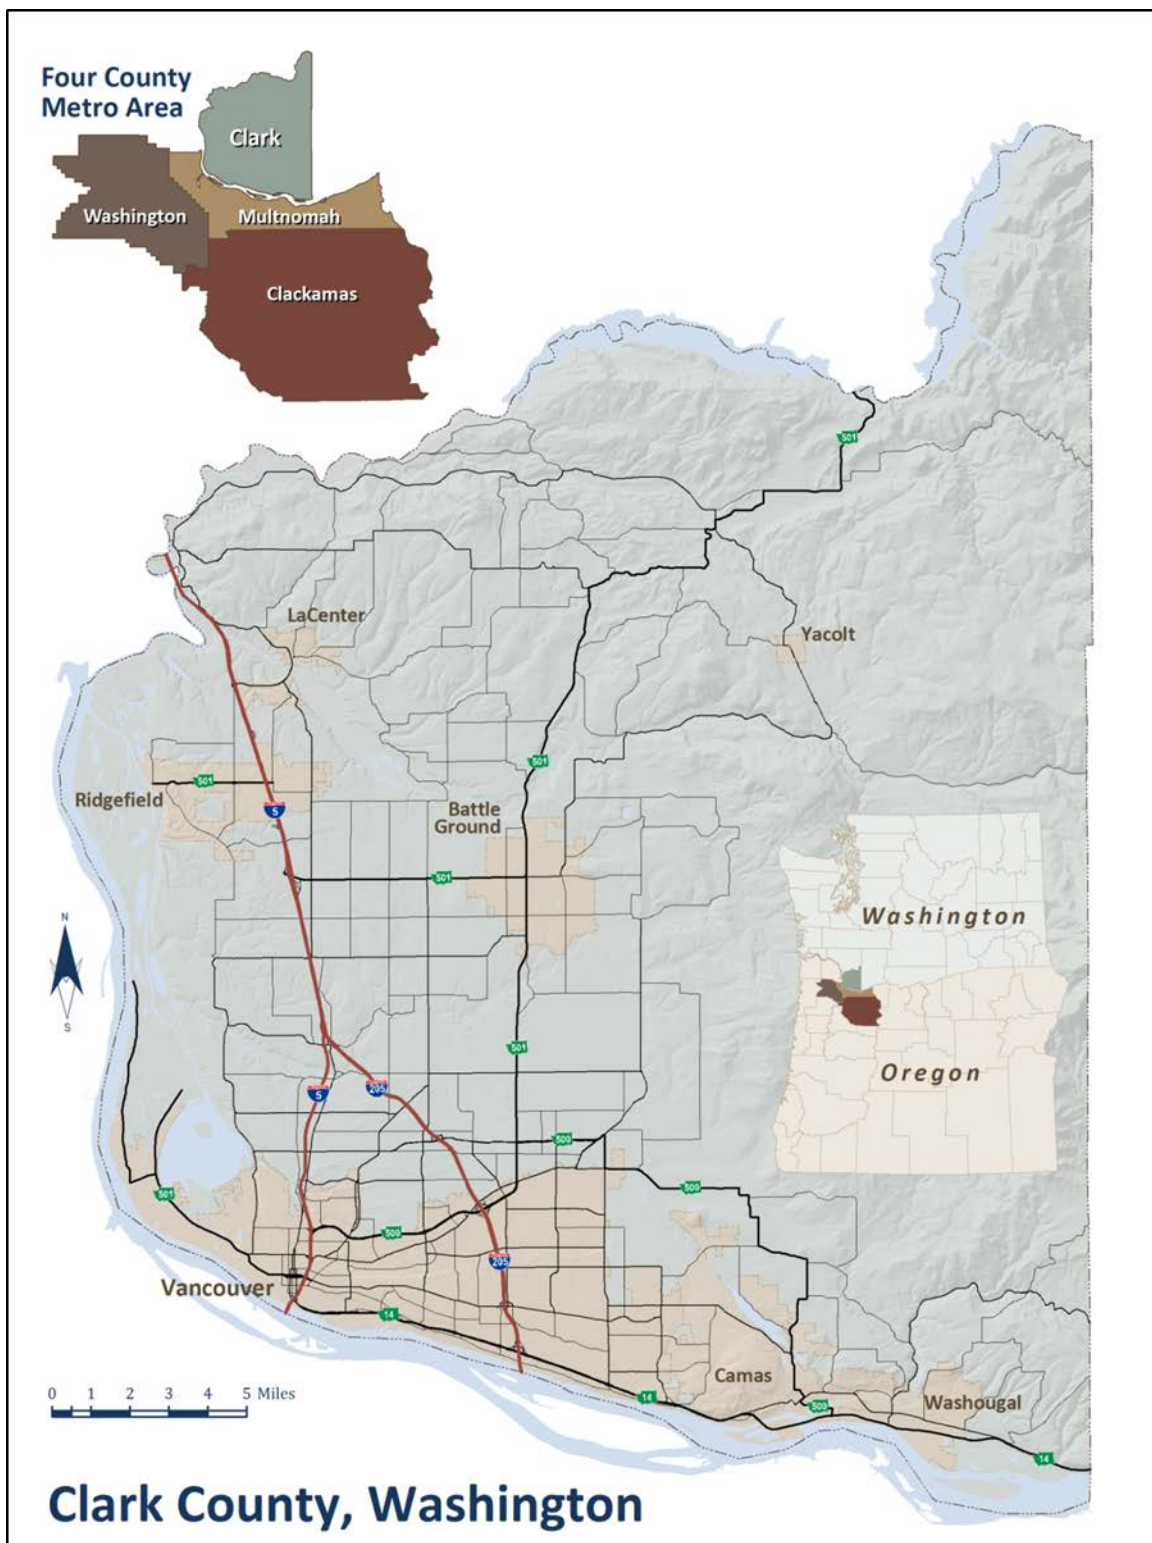 Four County
Metro Area
Clark
Washington
Multnomah
Clackamas
501
LaCenter
Yacolt
501
501
Ridgefield
5
Battle
Ground
501
Washington
N
S
Oregon
501
5
205
500
501
500
500
205
Vancouver
14
Camas
14
500
Washougal
14
0 1 2 3 4 5 Miles
Clark County, Washington